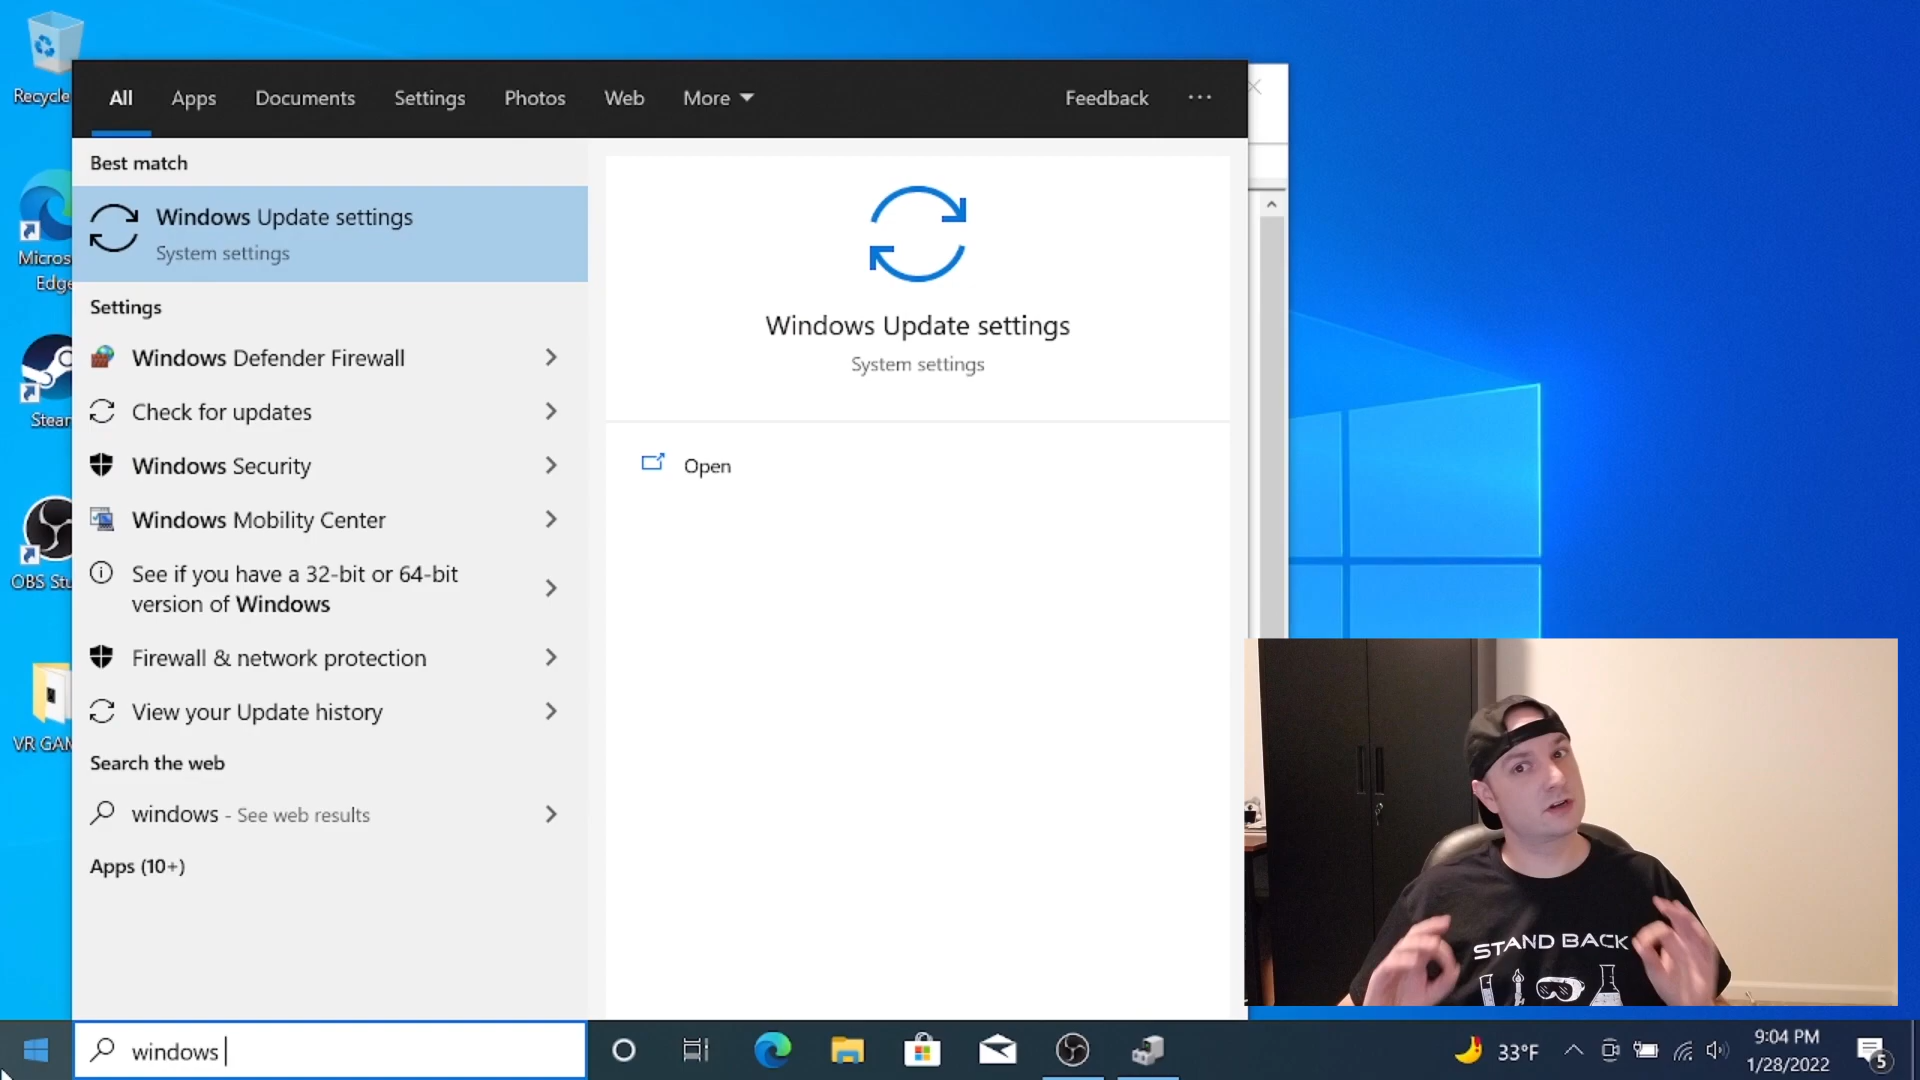 Recycle
Micros
Edge
Stean
OBS Stu
VR GAM
All Apps Documents Settings Photos Web More Feedback
Best match
Windows Update settings
System settings
Settings
Windows Defender Firewall
Check for updates
Windows Security
Windows Mobility Center
See if you have a 32-bit or 64-bit
version of Windows
Firewall & network protection
View your Update history
Search the web
windows - See web results
Apps (10+)
Windows Update settings
System settings
Open
STAND BACK
windows
33°F
9:04 PM
1/28/2022
5